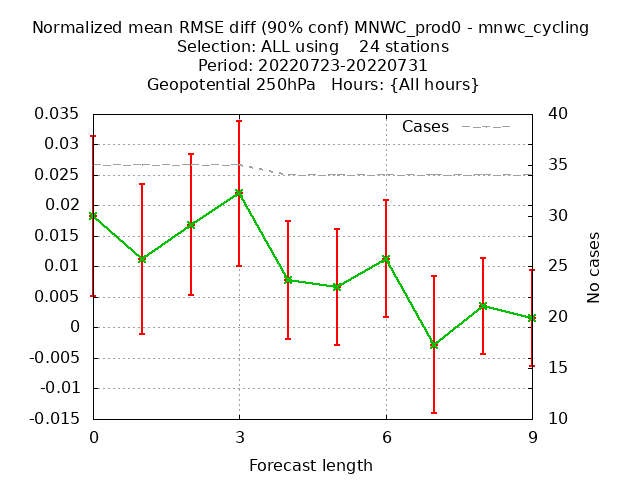 Normalized mean RMSE diff (90% conf) MNWC_prod0 - mnwc_cycling
Selection: ALL using 24 stations
Period: 20220723-20220731
Geopotential 250hPa Hours: {All hours}
0.035
0.03
0.025
0.02
0.015
0.01
0.005
0
-0.005
-0.01
-0.015
Cases
40
35
30
25
20
15
10
No cases
0 3 6 9
Forecast length